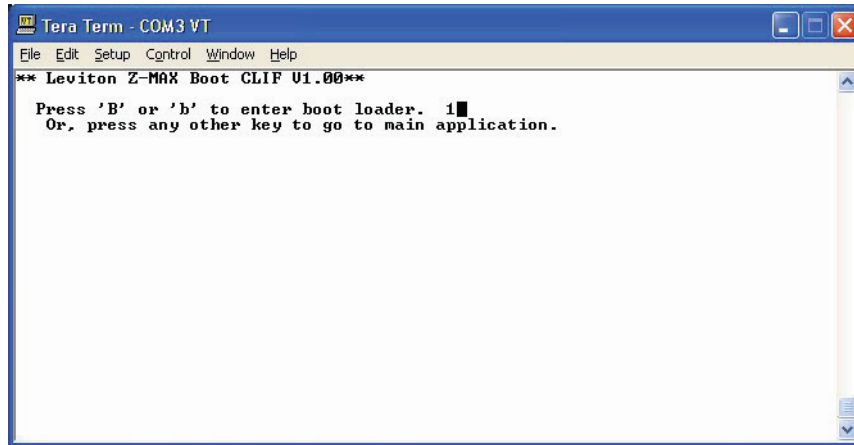 Tera Term - COM3 VT
File Edit Setup Control Window Help
** Leviton Z-MAX Boot CLIF V1.00**
Press 'B' or 'b' to enter boot loader. 1
Or, press any other key to go to main application.